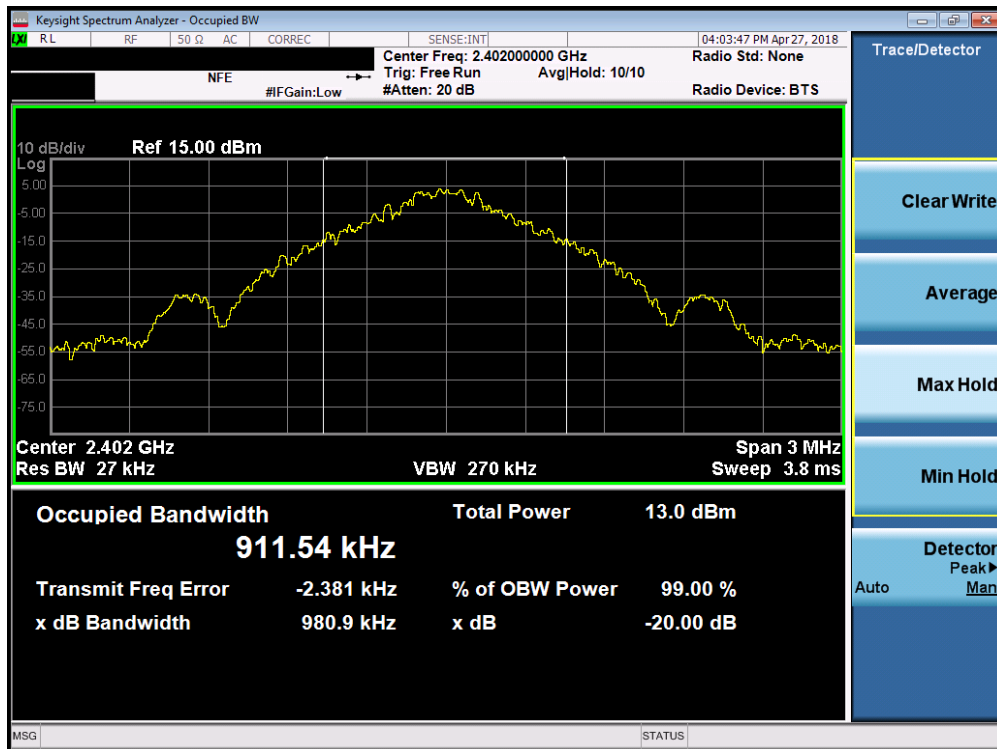 Keysight Spectrum Analyzer - Occupied BW
LXI RL RF 50 Ω AC CORREC SENSE:INT 04:03:47 PM Apr 27, 2018
Center Freq: 2.402000000 GHz Radio Std: None
NFE Trig: Free Run Avg|Hold: 10/10
#IFGain:Low #Atten: 20 dB Radio Device: BTS
10 dB/div Ref 15.00 dBm
Log
5.00
-5.00
-15.0
-25.0
-35.0
-45.0
-55.0
-65.0
-75.0
Center 2.402 GHz Span 3 MHz
Res BW 27 kHz VBW 270 kHz Sweep 3.8 ms
Occupied Bandwidth Total Power 13.0 dBm
911.54 kHz
Transmit Freq Error -2.381 kHz % of OBW Power 99.00 %
x dB Bandwidth 980.9 kHz x dB -20.00 dB
Trace/Detector
Clear Write
Average
Max Hold
Min Hold
Detector
Peak▶
Auto Man
MSG STATUS